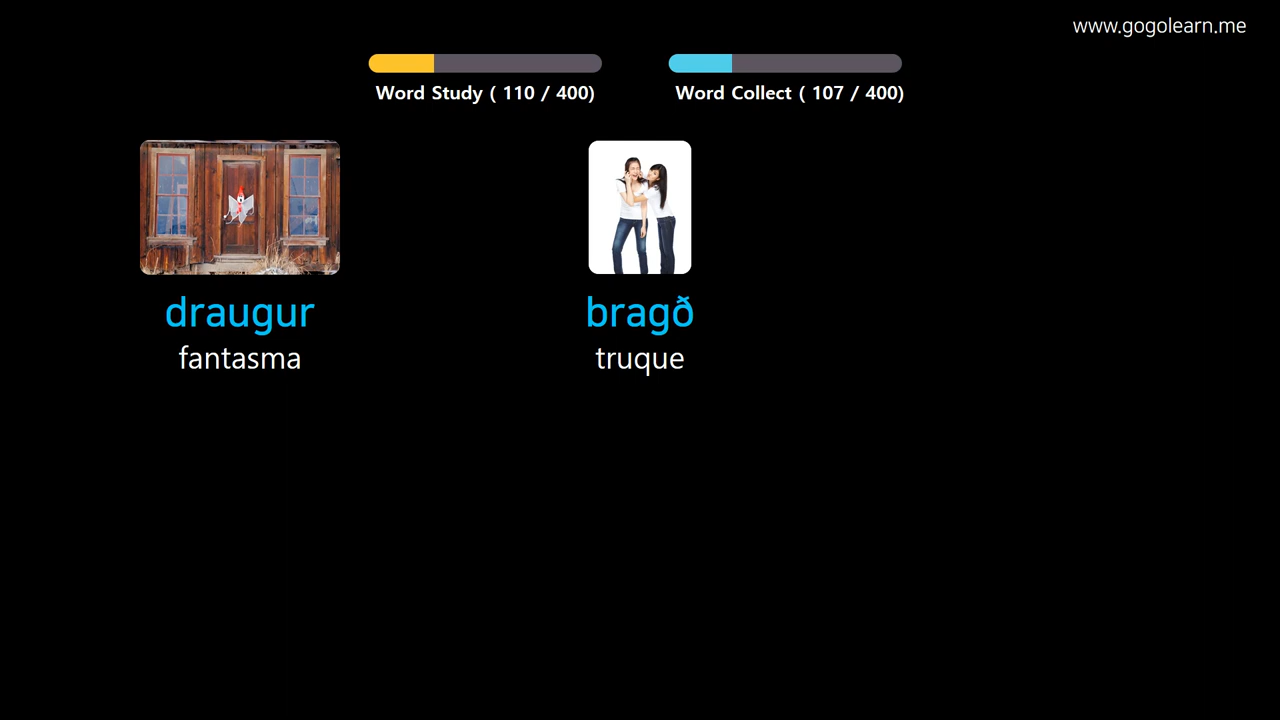 www.gogolearn.me
Word Study ( 110 / 400)
Word Collect ( 107 / 400)
draugur
fantasma
bragð
truque